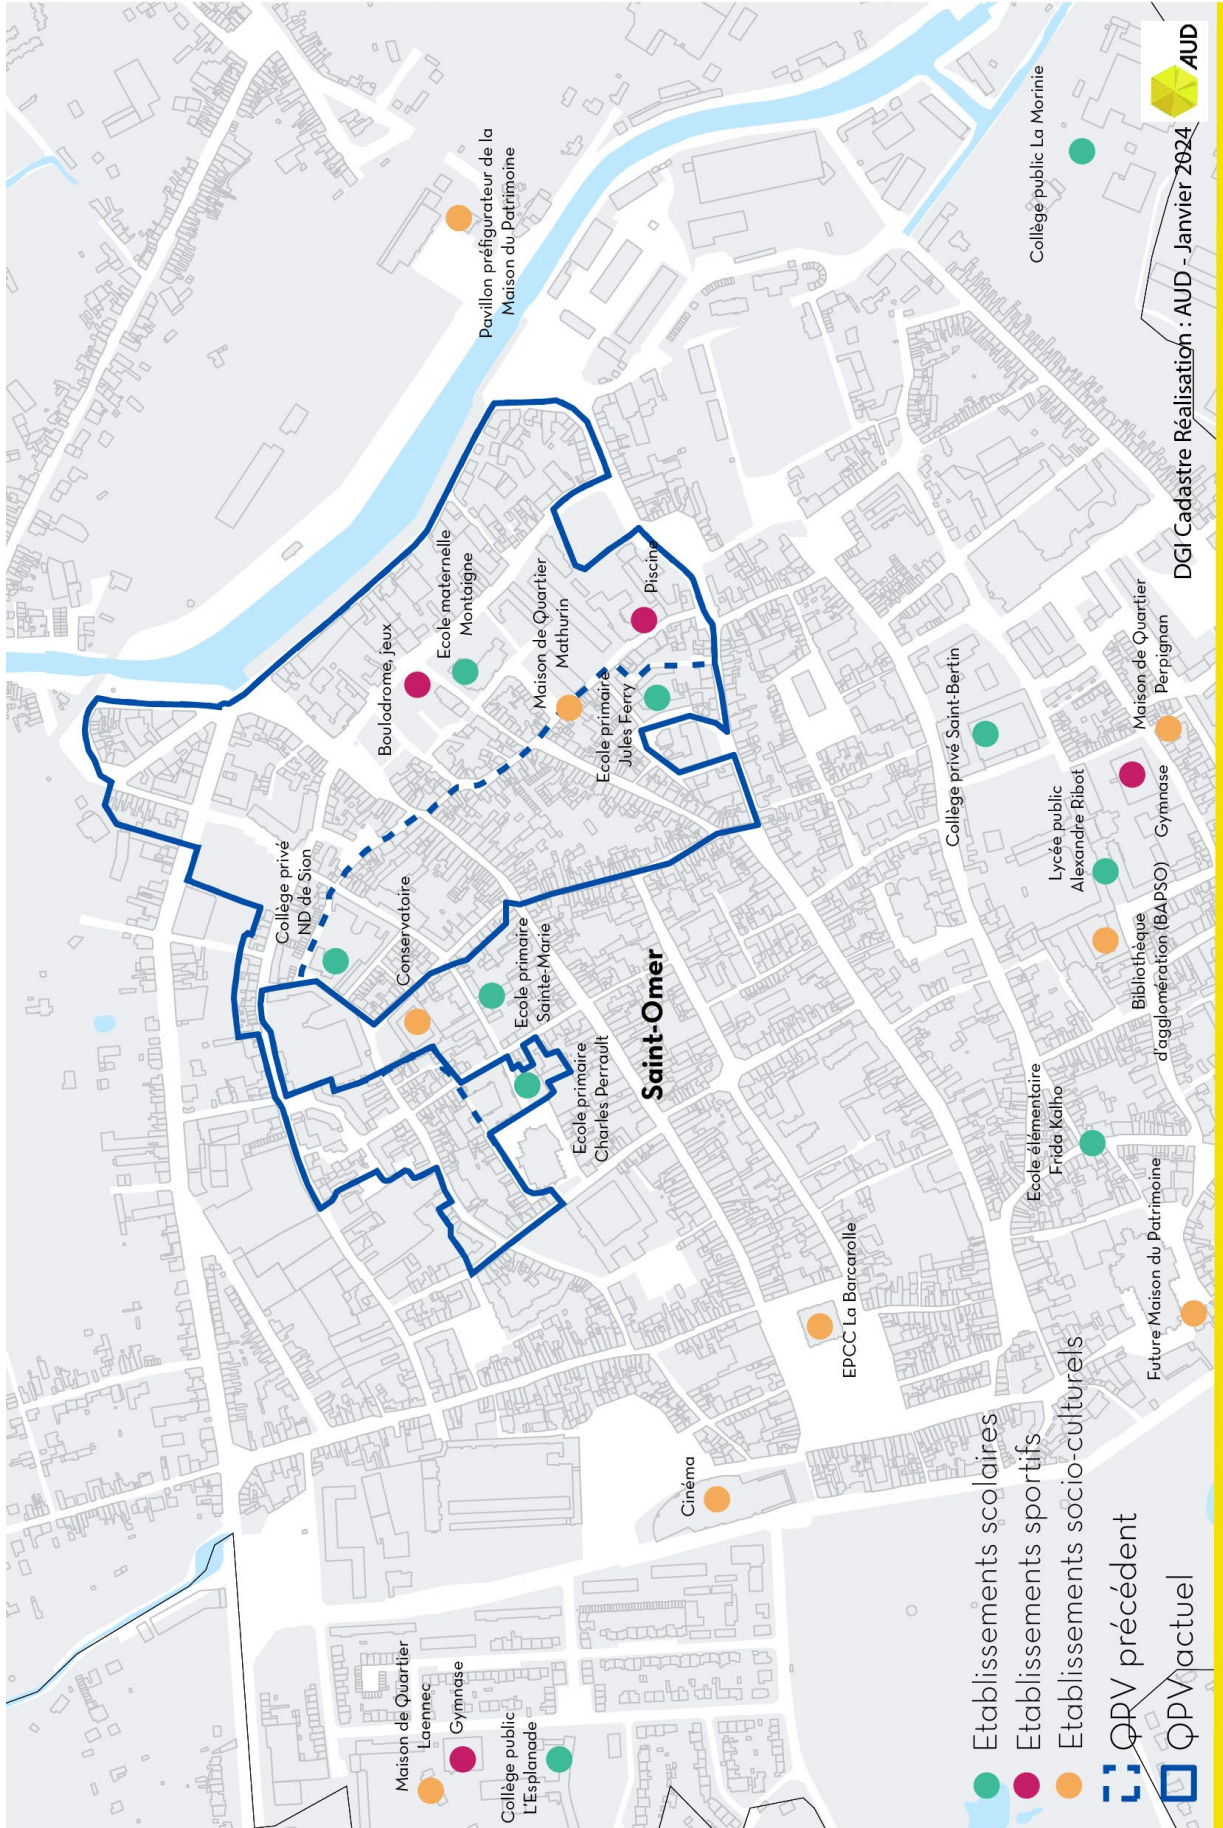 Pavillon préfigurateur de la
Maison du Patrimoine
Collège public La Morinie
Boulodrome, jeux
Ecole maternelle
Montaigne
Maison de Quartier
Mathurin
Piscine
Ecole primaire
Jules Ferry
Collège privé
ND de Sion
Conservatoire
Ecole primaire
Sainte-Marie
Ecole primaire
Charles Perrault
Saint-Omer
Collège privé Saint-Bertin
Maison de Quartier
Perpignan
Gymnase
Lycée public
Alexandre Ribot
Bibliothèque
d'agglomération (BAPSO)
Ecole élémentaire
Frida Kalho
Future Maison du Patrimoine
EPCC La Barcarolle
Cinéma
Maison de Quartier
Laennec
Gymnase
Collège public
L'Esplanade
Etablissements scolaires
Etablissements sportifs
Etablissements socio-culturels
QPV précédent
QPV actuel
DGI Cadastre Réalisation : AUD - Janvier 2024
AUD